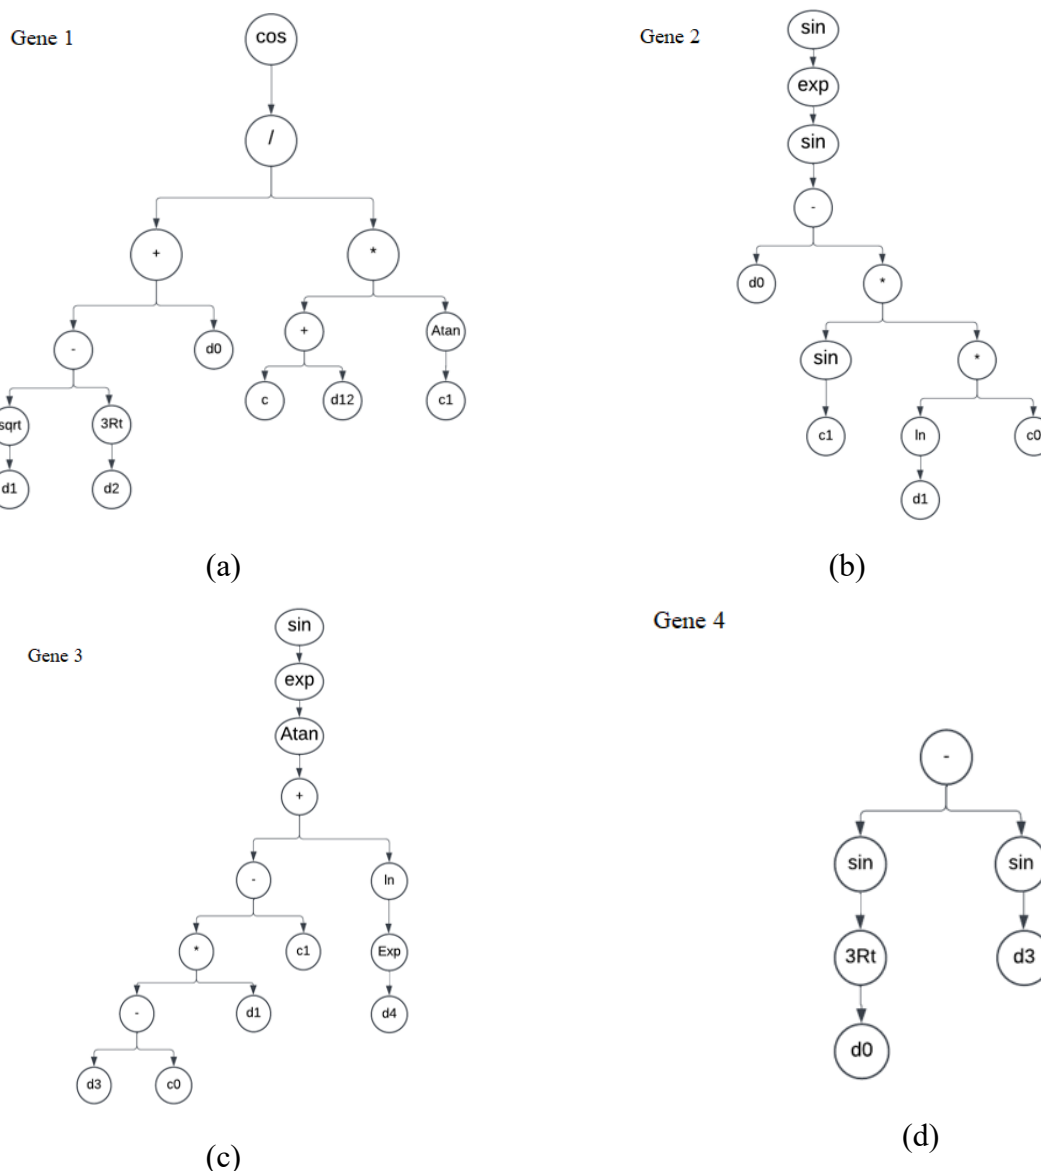 Gene 1
cos
/
+
*
-
d0
+
Atan
sqrt
3Rt
c
d12
c1
d1
d2
(a)
Gene 2
sin
exp
sin
-
d0
*
sin
*
c1
ln
c0
d1
(b)
Gene 3
sin
exp
Atan
+
-
ln
*
c1
Exp
-
d1
d4
d3
c0
(c)
Gene 4
-
sin
sin
3Rt
d3
d0
(d)